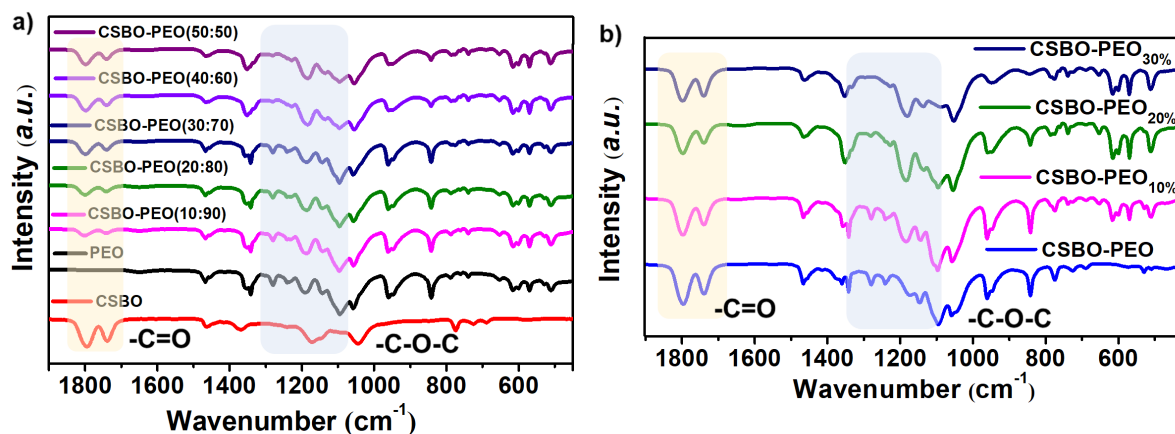 a)
CSBO-PEO(50:50)
CSBO-PEO(40:60)
CSBO-PEO(30:70)
CSBO-PEO(20:80)
CSBO-PEO(10:90)
PEO
CSBO
-C=O
-C-O-C
Intensity (a.u.)
1800 1600 1400 1200 1000 800 600
Wavenumber (cm-1)
b)
CSBO-PEO30%
CSBO-PEO20%
CSBO-PEO10%
CSBO-PEO
-C=O
-C-O-C
Intensity (a.u.)
1800 1600 1400 1200 1000 800 600
Wavenumber (cm-1)